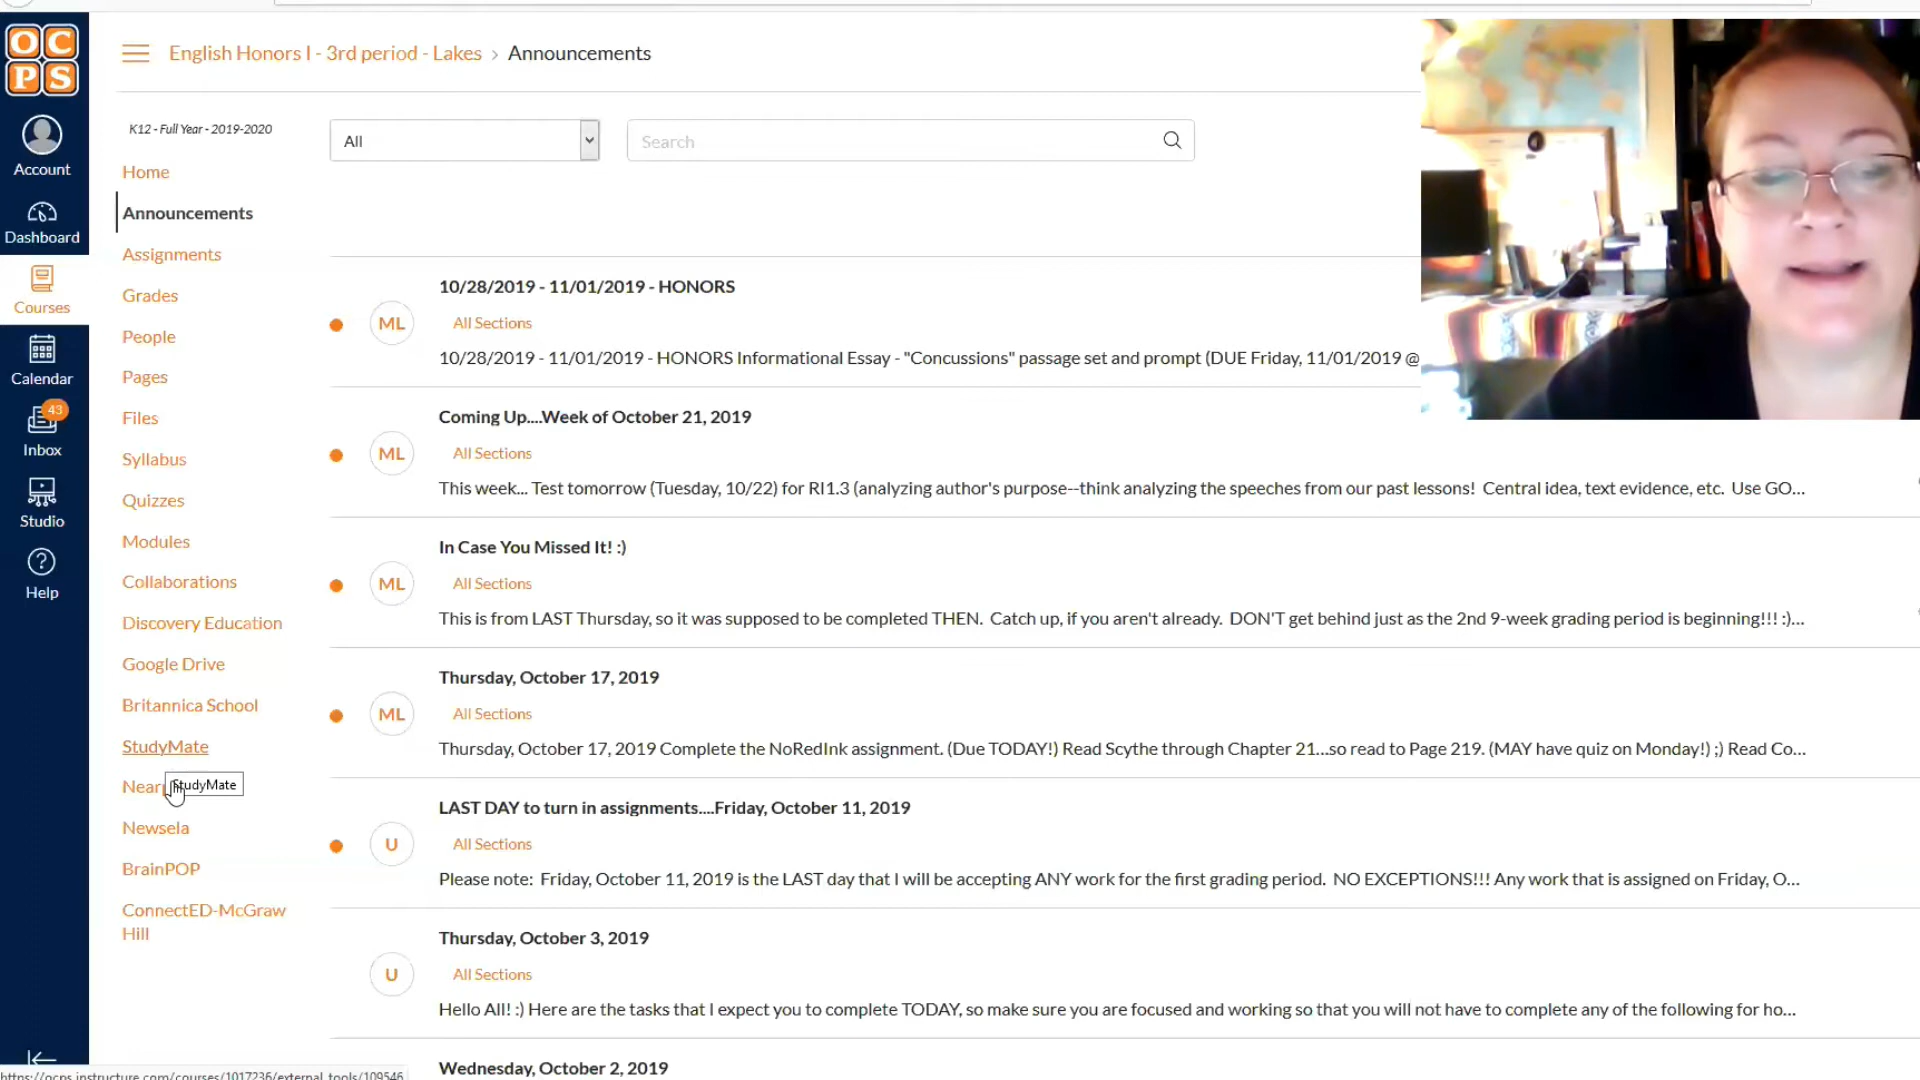 OC
PS
Account
Dashboard
Courses
Calendar
43
Inbox
Studio
Help
English Honors I - 3rd period - Lakes › Announcements
K12 - Full Year - 2019-2020
Home
Announcements
Assignments
Grades
People
Pages
Files
Syllabus
Quizzes
Modules
Collaborations
Discovery Education
Google Drive
Britannica School
StudyMate
StudyMate
Newsela
BrainPOP
ConnectED-McGraw
Hill
All
Search
10/28/2019 - 11/01/2019 - HONORS
ML
All Sections
10/28/2019 - 11/01/2019 - HONORS Informational Essay - "Concussions" passage set and prompt (DUE Friday, 11/01/2019 @
Coming Up....Week of October 21, 2019
ML
All Sections
This week... Test tomorrow (Tuesday, 10/22) for RI1.3 (analyzing author's purpose--think analyzing the speeches from our past lessons! Central idea, text evidence, etc. Use GO...
In Case You Missed It! :)
ML
All Sections
This is from LAST Thursday, so it was supposed to be completed THEN. Catch up, if you aren't already. DON'T get behind just as the 2nd 9-week grading period is beginning!!! :)...
Thursday, October 17, 2019
ML
All Sections
Thursday, October 17, 2019 Complete the NoRedInk assignment. (Due TODAY!) Read Scythe through Chapter 21...so read to Page 219. (MAY have quiz on Monday!) ;) Read Co...
LAST DAY to turn in assignments....Friday, October 11, 2019
U
All Sections
Please note: Friday, October 11, 2019 is the LAST day that I will be accepting ANY work for the first grading period. NO EXCEPTIONS!!! Any work that is assigned on Friday, O...
Thursday, October 3, 2019
U
All Sections
Hello All! :) Here are the tasks that I expect you to complete TODAY, so make sure you are focused and working so that you will not have to complete any of the following for ho...
Wednesday, October 2, 2019
https://ocps.instructure.com/courses/1017236/external_tools/109546